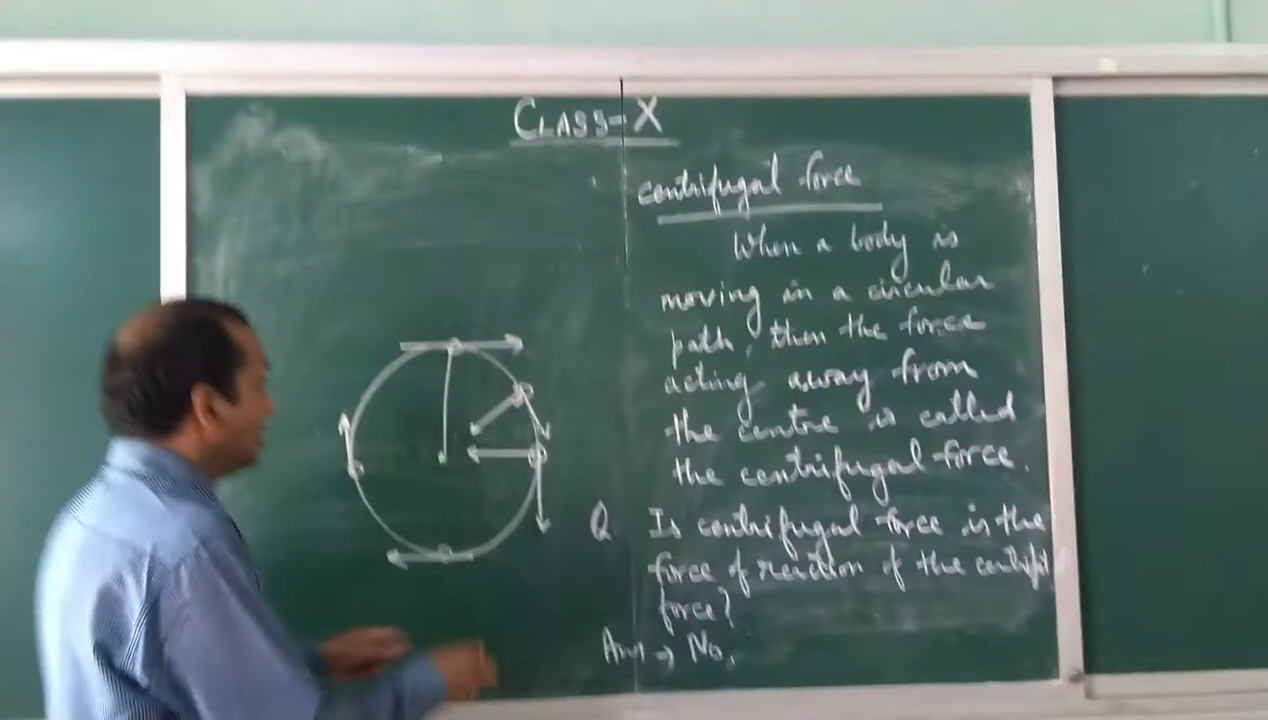 CLASS-X
centrifugal force
When a body is
moving in a circular
path, then the force
acting away from
the centre is called
the centrifugal force.
Q. Is centrifugal force is the
force of reaction of the
force?
Ans → No,